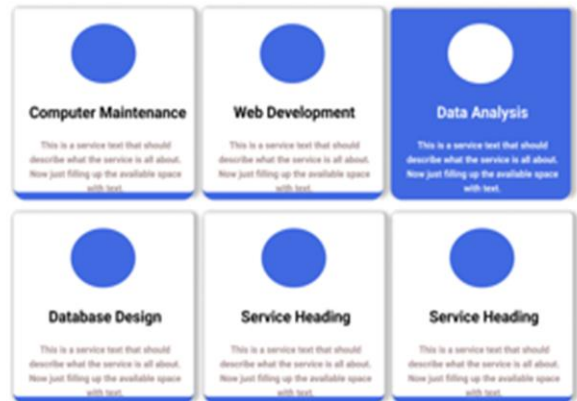 Computer Maintenance
This is a service text that should
describe what the service is all about.
Now just filling up the available space
with text.
Web Development
This is a service text that should
describe what the service is all about.
Now just filling up the available space
with text.
Data Analysis
This is a service text that should
describe what the service is all about.
Now just filling up the available space
with text.
Database Design
This is a service text that should
describe what the service is all about.
Now just filling up the available space
with text.
Service Heading
This is a service text that should
describe what the service is all about.
Now just filling up the available space
with text.
Service Heading
This is a service text that should
describe what the service is all about.
Now just filling up the available space
with text.